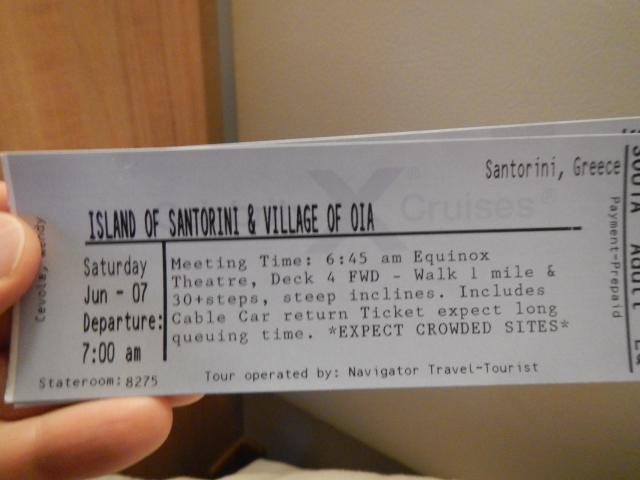 Santorini, Greece
X Cruises®
ISLAND OF SANTORINI & VILLAGE OF OIA
Saturday
Jun - 07
Departure:
7:00 am
Meeting Time: 6:45 am Equinox
Theatre, Deck 4 FWD - Walk 1 mile &
30+steps, steep inclines. Includes
Cable Car return Ticket expect long
queuing time. *EXPECT CROWDED SITES*
Stateroom: 8275
Tour operated by: Navigator Travel-Tourist
Payment-Prepaid